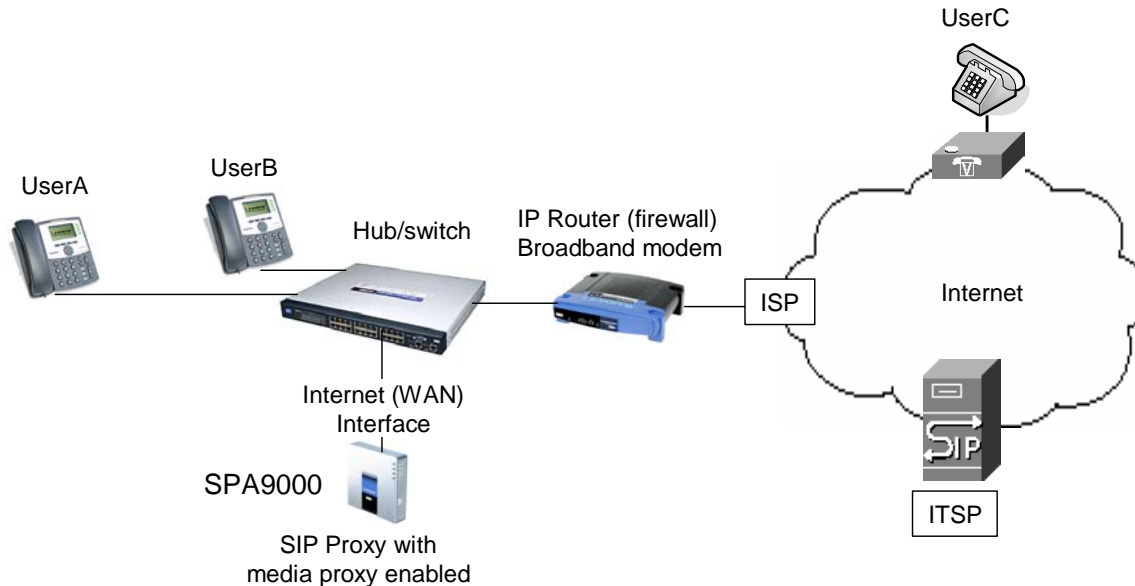 UserC
UserB
UserA
Hub/switch
IP Router (firewall)
Broadband modem
ISP
Internet
Internet (WAN)
Interface
SPA9000
SIP Proxy with
media proxy enabled
SIP
ITSP
V